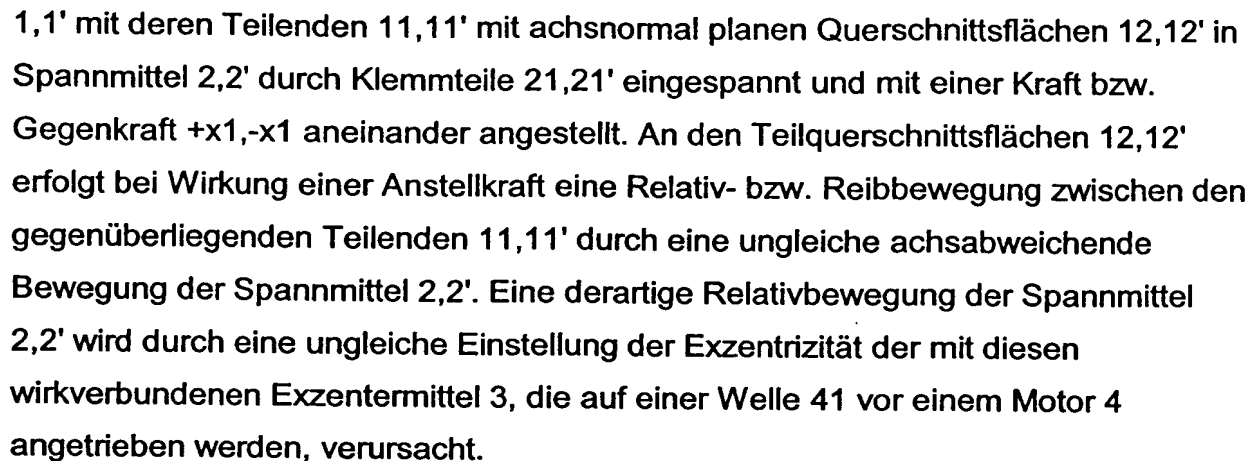 1,1' mit deren Teilenden 11,11' mit achsnormal planen Querschnittsflächen 12,12' in
Spannmittel 2,2' durch Klemmteile 21,21' eingespannt und mit einer Kraft bzw.
Gegenkraft +x1,-x1 aneinander angestellt. An den Teilquerschnittsflächen 12,12'
erfolgt bei Wirkung einer Anstellkraft eine Relativ- bzw. Reibbewegung zwischen den
gegenüberliegenden Teilenden 11,11' durch eine ungleiche achsabweichende
Bewegung der Spannmittel 2,2'. Eine derartige Relativbewegung der Spannmittel
2,2' wird durch eine ungleiche Einstellung der Exzentrizität der mit diesen
wirkverbundenen Exzentermittel 3, die auf einer Welle 41 vor einem Motor 4
angetrieben werden, verursacht.